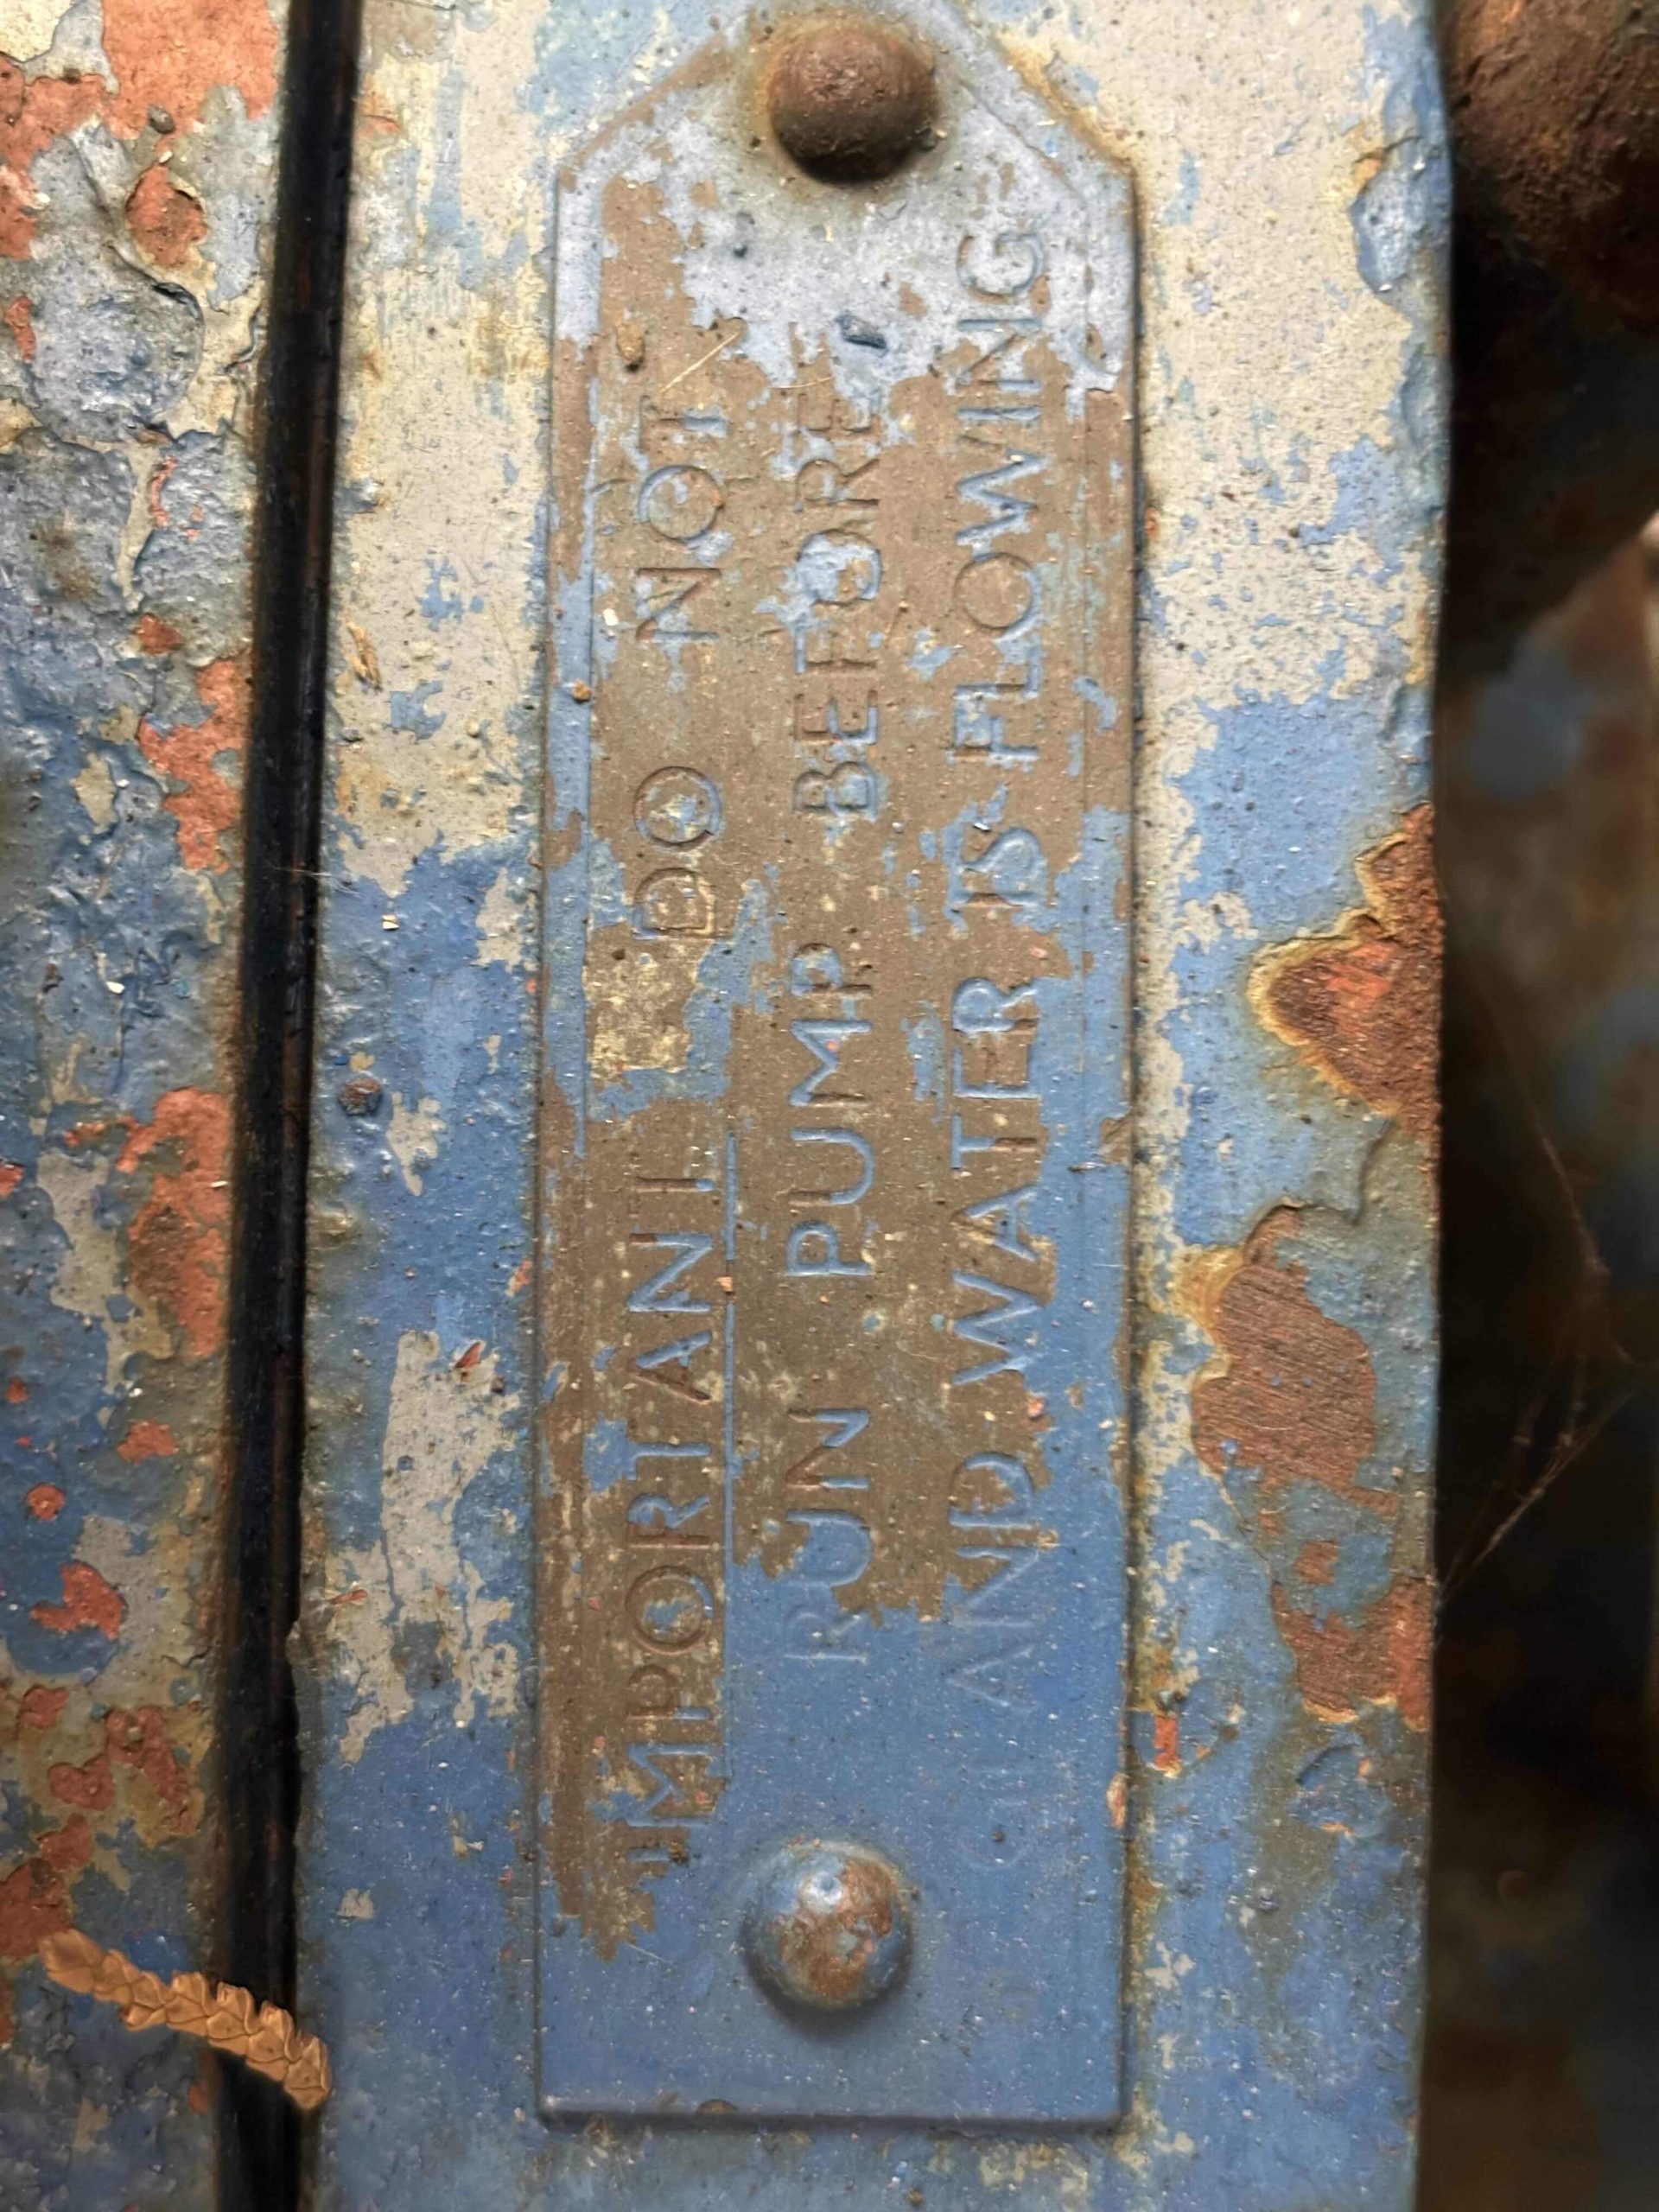 IMPORTANT DO NOT
RUN PUMP BEFORE
AND WATER IS FLOWING